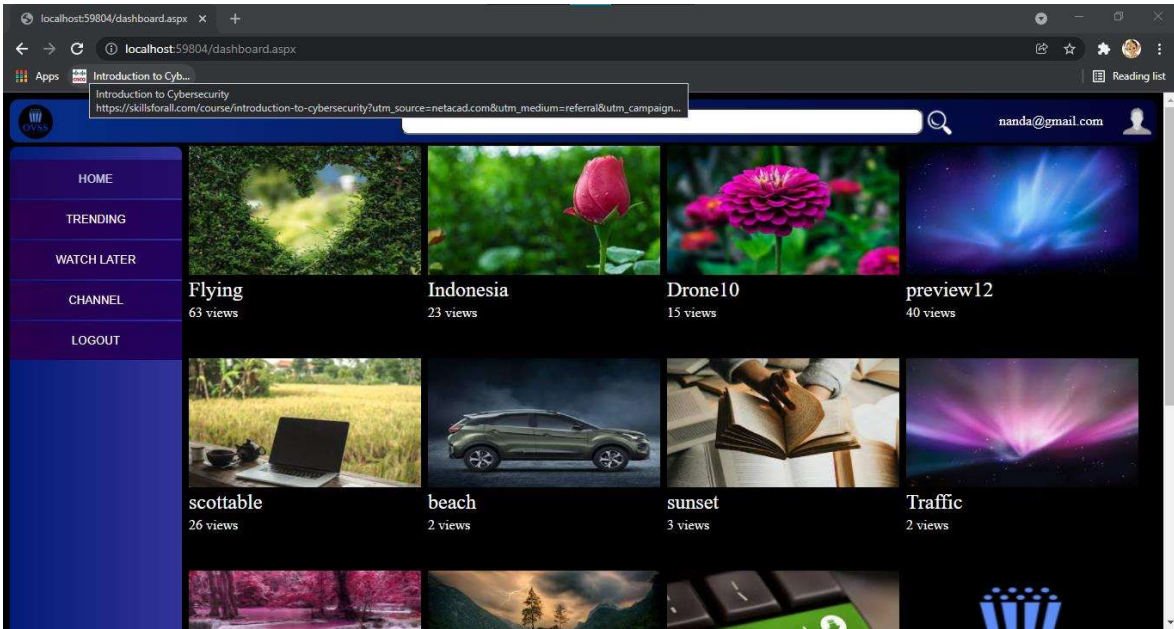 localhost:59804/dashboard.aspx
localhost:59804/dashboard.aspx
Apps
Introduction to Cyb...
Reading list
Introduction to Cybersecurity
https://skillsforall.com/course/introduction-to-cybersecurity?utm_source=netacad.com&utm_medium=referral&utm_campaign...
OVSS
nanda@gmail.com
HOME
TRENDING
WATCH LATER
CHANNEL
LOGOUT
Flying
63 views
Indonesia
23 views
Drone10
15 views
preview12
40 views
scottable
26 views
beach
2 views
sunset
3 views
Traffic
2 views